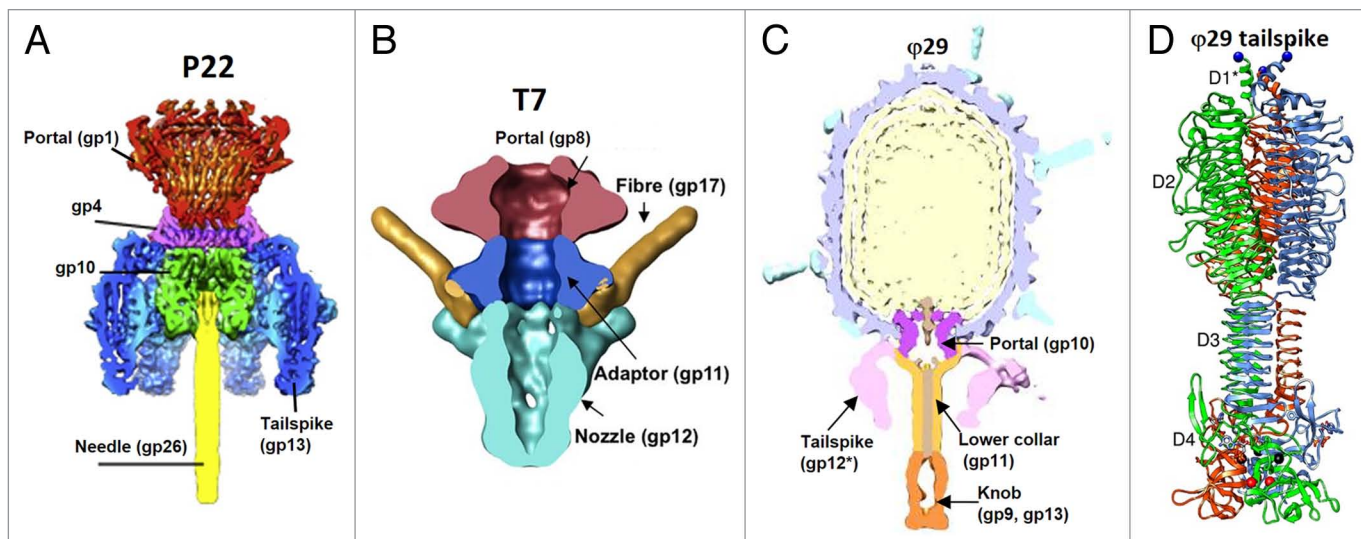 A
P22
Portal (gp1)
gp4
gp10
Tailspike
(gp13)
Needle (gp26)
B
T7
Portal (gp8)
Fibre (gp17)
Adaptor (gp11)
Nozzle (gp12)
C
φ29
Portal (gp10)
Tailspike
(gp12*)
Lower collar
(gp11)
Knob
(gp9, gp13)
D
φ29 tailspike
D1*
D2
D3
D4